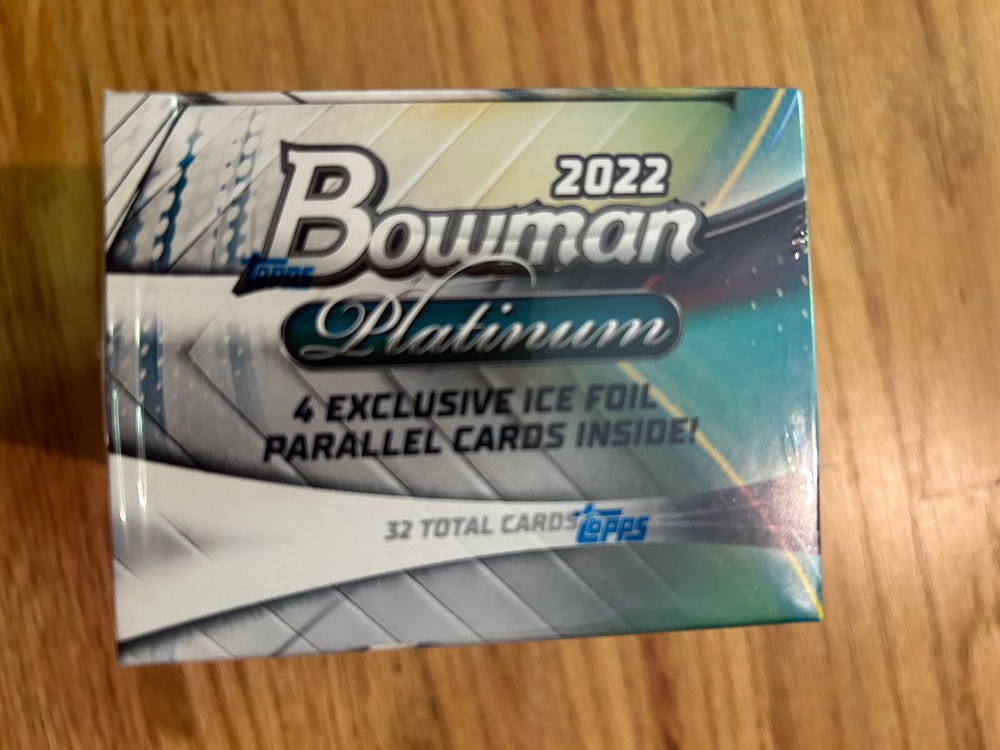 2022
Bowman
Topps
Platinum
4 EXCLUSIVE ICE FOIL
PARALLEL CARDS INSIDE!
32 TOTAL CARDS
Topps